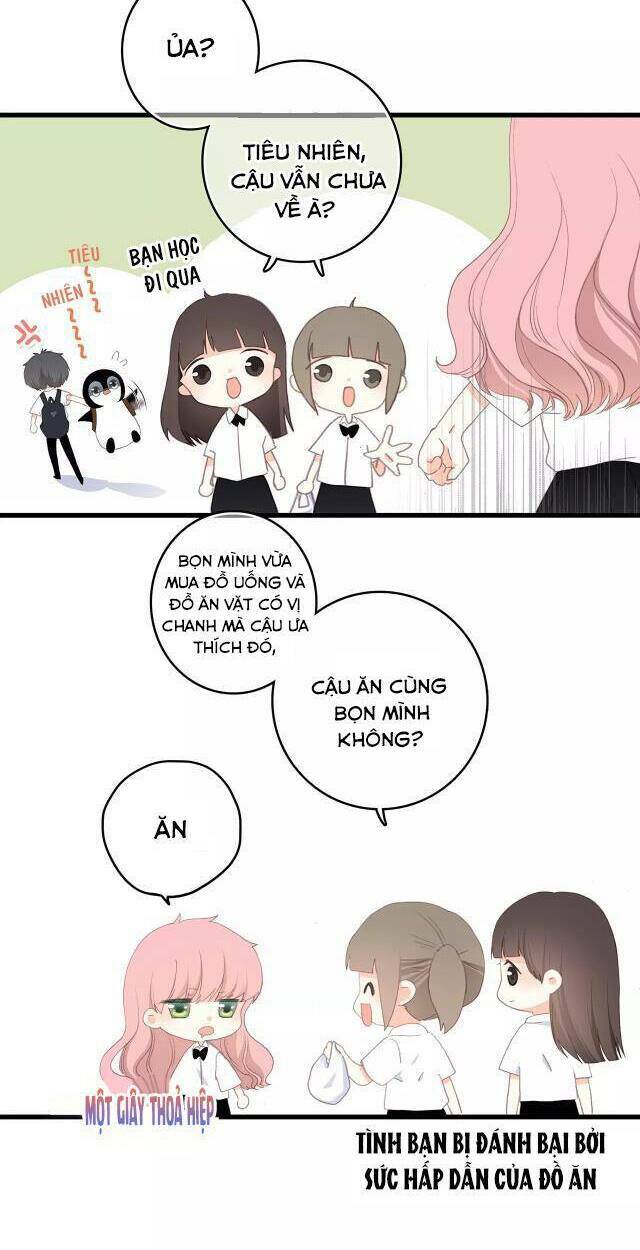 ỦA?
TIÊU NHIÊN,
CẬU VẪN CHƯA
VỀ À?
BẠN HỌC
ĐI QUA
TIÊU
NHIÊN
BỌN MÌNH VỪA
MUA ĐỒ UỐNG VÀ
ĐỒ ĂN VẶT CÓ VỊ
CHANH MÀ CẬU ƯA
THÍCH ĐÓ,
CẬU ĂN CÙNG
BỌN MÌNH
KHÔNG?
ĂN
MỘT GIÂY THOẢ HIỆP
TÌNH BẠN BỊ ĐÁNH BẠI BỞI
SỨC HẤP DẪN CỦA ĐỒ ĂN